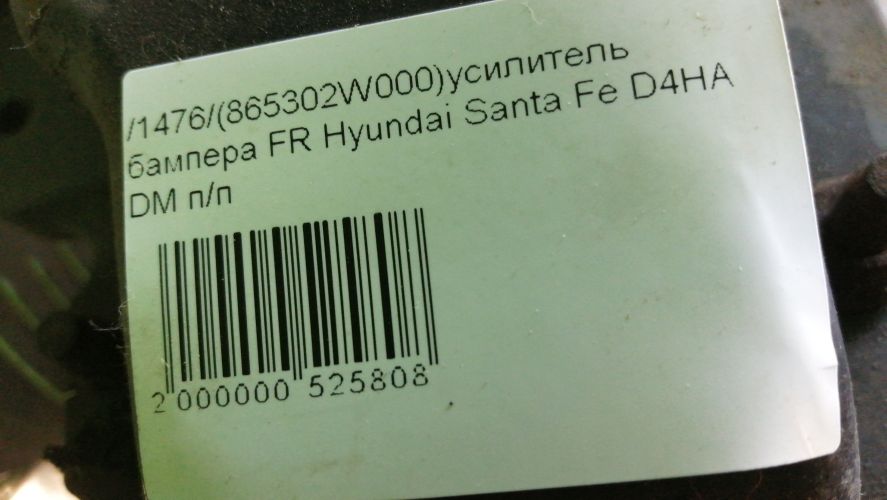 /1476/(865302W000)усилитель
бампера FR Hyundai Santa Fe D4HA
DM п/п
2 000000 525808